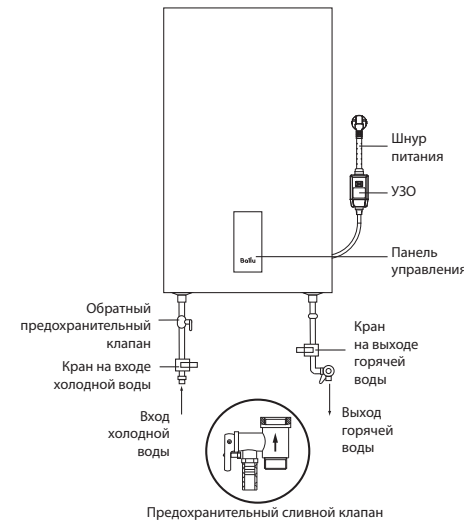 Шнур
питания
УЗО
Панель
управления
Ballu
Обратный
предохранительный
клапан
Кран на входе
холодной воды
Вход
холодной
воды
Кран
на выходе
горячей
воды
Выход
горячей
воды
Предохранительный сливной клапан